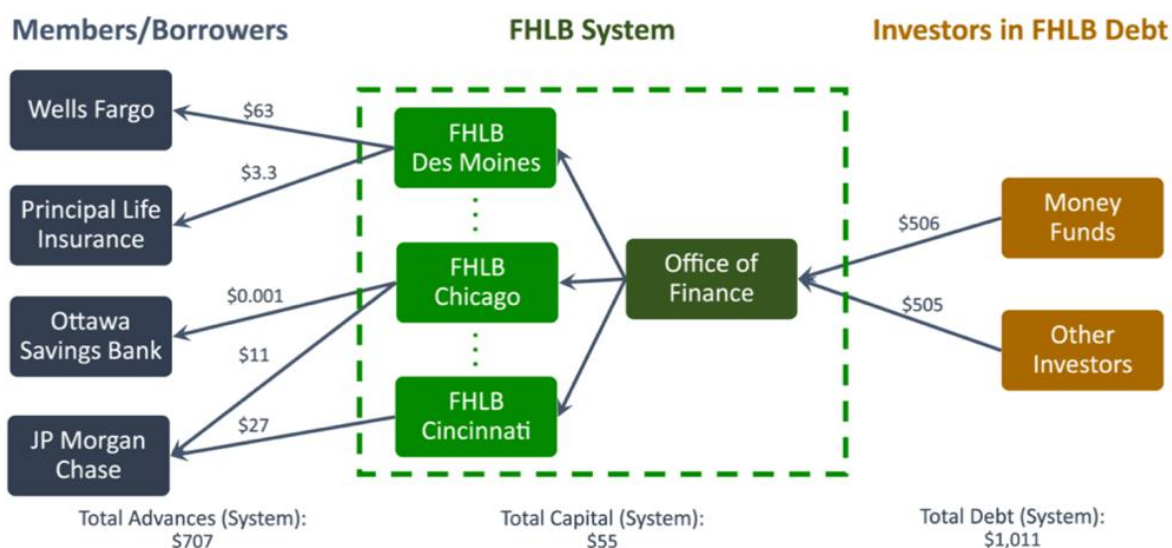 Members/Borrowers
FHLB System
Investors in FHLB Debt
Wells Fargo
$63
FHLB
Des Moines
$3.3
Principal Life
Insurance
Money
Funds
$506
FHLB
Chicago
Office of
Finance
$0.001
Ottawa
Savings Bank
$505
Other
Investors
$11
FHLB
Cincinnati
$27
JP Morgan
Chase
Total Advances (System):
$707
Total Capital (System):
$55
Total Debt (System):
$1,011